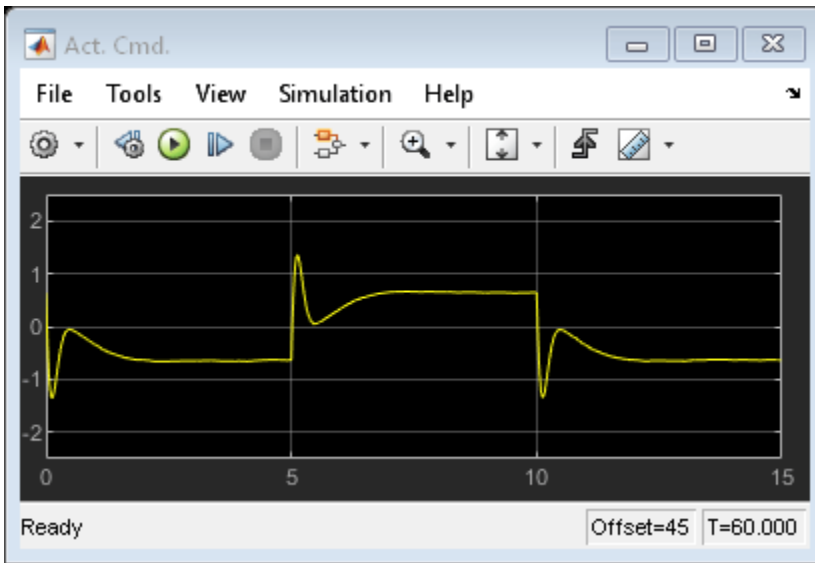 Act. Cmd.
File Tools View Simulation Help
2
1
0
-1
-2
0 5 10 15
Ready Offset=45 T=60.000